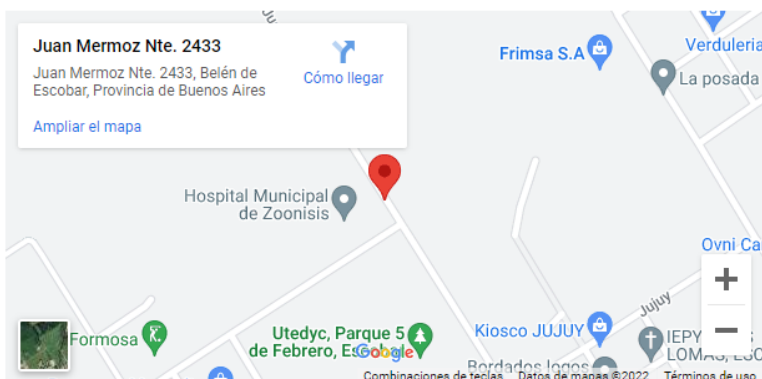 Juan Mermoz Nte. 2433
Juan Mermoz Nte. 2433, Belén de
Escobar, Provincia de Buenos Aires
Cómo llegar
Ampliar el mapa
Frimsa S.A
Verduleria
La posada
Hospital Municipal
de Zoonisis
Ovni Ca
+
Jujuy
−
Formosa
Utedyc, Parque 5
de Febrero,
Google
Kiosco JUJUY
IEPY
LOMAS,
Bordados logos
Combinaciones de teclas
Datos de mapas ©2022
Términos de uso